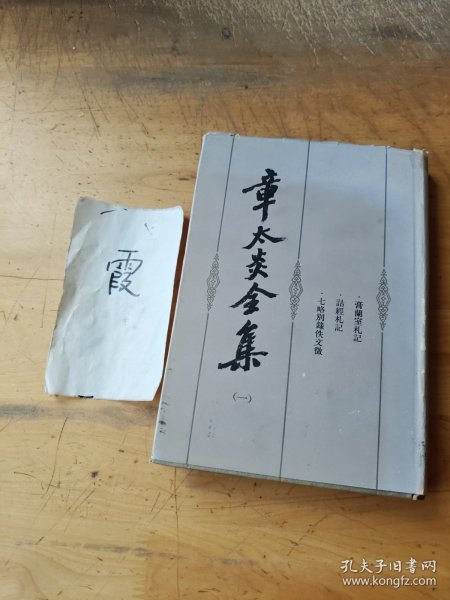 霞
章太炎全集
(一)
·膏蘭室札記
·詁經札記
·七略別錄佚文徵
孔夫子旧书网
www.kongfz.com